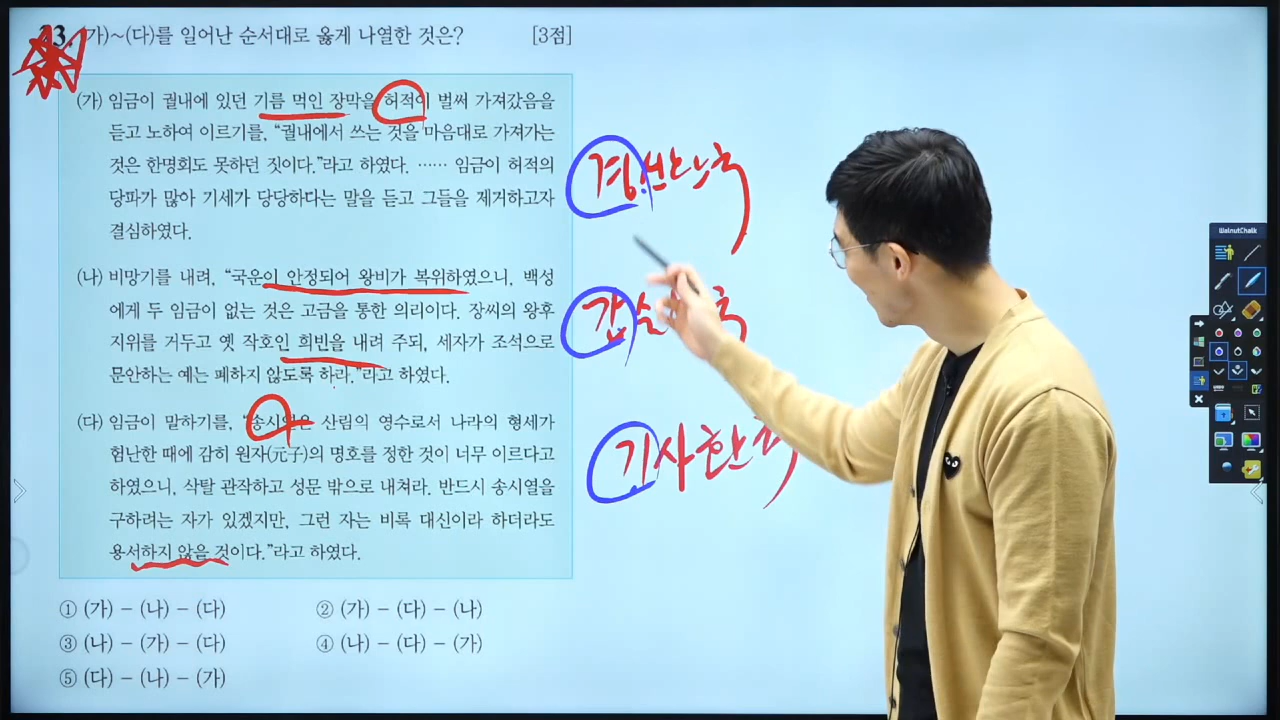 3. (가)~(다)를 일어난 순서대로 옳게 나열한 것은? [3점]
(가) 임금이 궐내에 있던 기름 먹인 장막을 허적이 벌써 가져갔음을
듣고 노하여 이르기를, “궐내에서 쓰는 것을 마음대로 가져가는
것은 한명회도 못하던 짓이다.”라고 하였다. …… 임금이 허적의
당파가 많아 기세가 당당하다는 말을 듣고 그들을 제거하고자
결심하였다.
경신환국
(나) 비망기를 내려, “국운이 안정되어 왕비가 복위하였으니, 백성
에게 두 임금이 없는 것은 고금을 통한 의리이다. 장씨의 왕후
지위를 거두고 옛 작호인 희빈을 내려 주되, 세자가 조석으로
문안하는 예는 폐하지 않도록 하라.”라고 하였다.
갑술
(다) 임금이 말하기를, “송시열은 산림의 영수로서 나라의 형세가
험난한 때에 감히 원자(元子)의 명호를 정한 것이 너무 이르다고
하였으니, 삭탈 관작하고 성문 밖으로 내쳐라. 반드시 송시열을
구하려는 자가 있겠지만, 그런 자는 비록 대신이라 하더라도
용서하지 않을 것이다.”라고 하였다.
기사환국
① (가) – (나) – (다) ② (가) – (다) – (나)
③ (나) – (가) – (다) ④ (나) – (다) – (가)
⑤ (다) – (나) – (가)
WalnutChalk